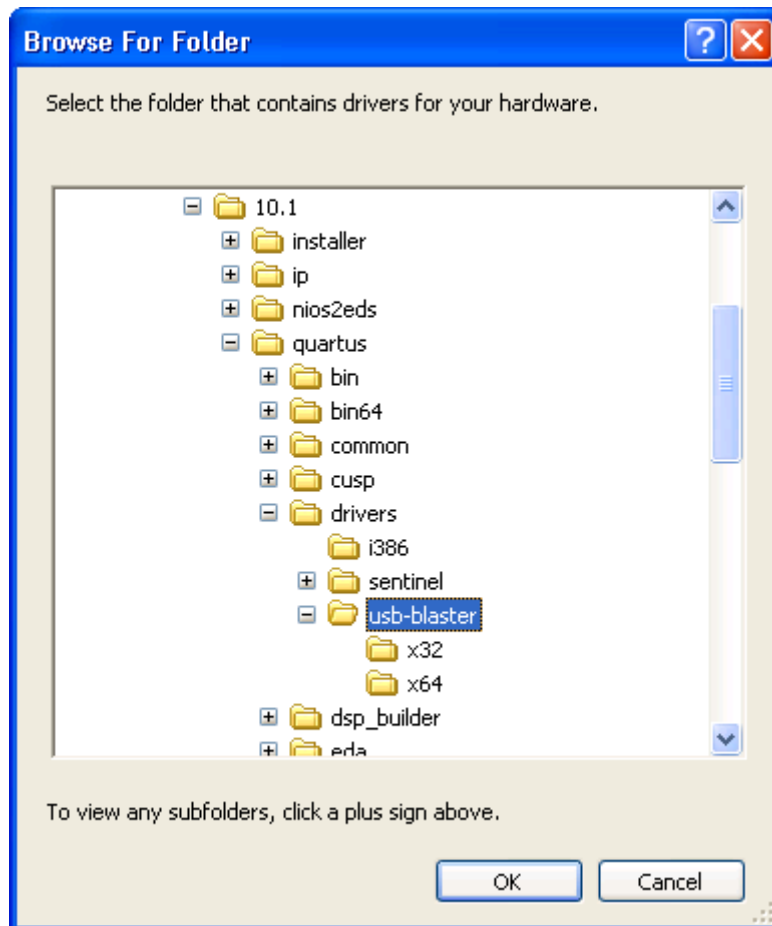 Browse For Folder
Select the folder that contains drivers for your hardware.
10.1
installer
ip
nios2eds
quartus
bin
bin64
common
cusp
drivers
i386
sentinel
usb-blaster
x32
x64
dsp_builder
eda
To view any subfolders, click a plus sign above.
OK Cancel